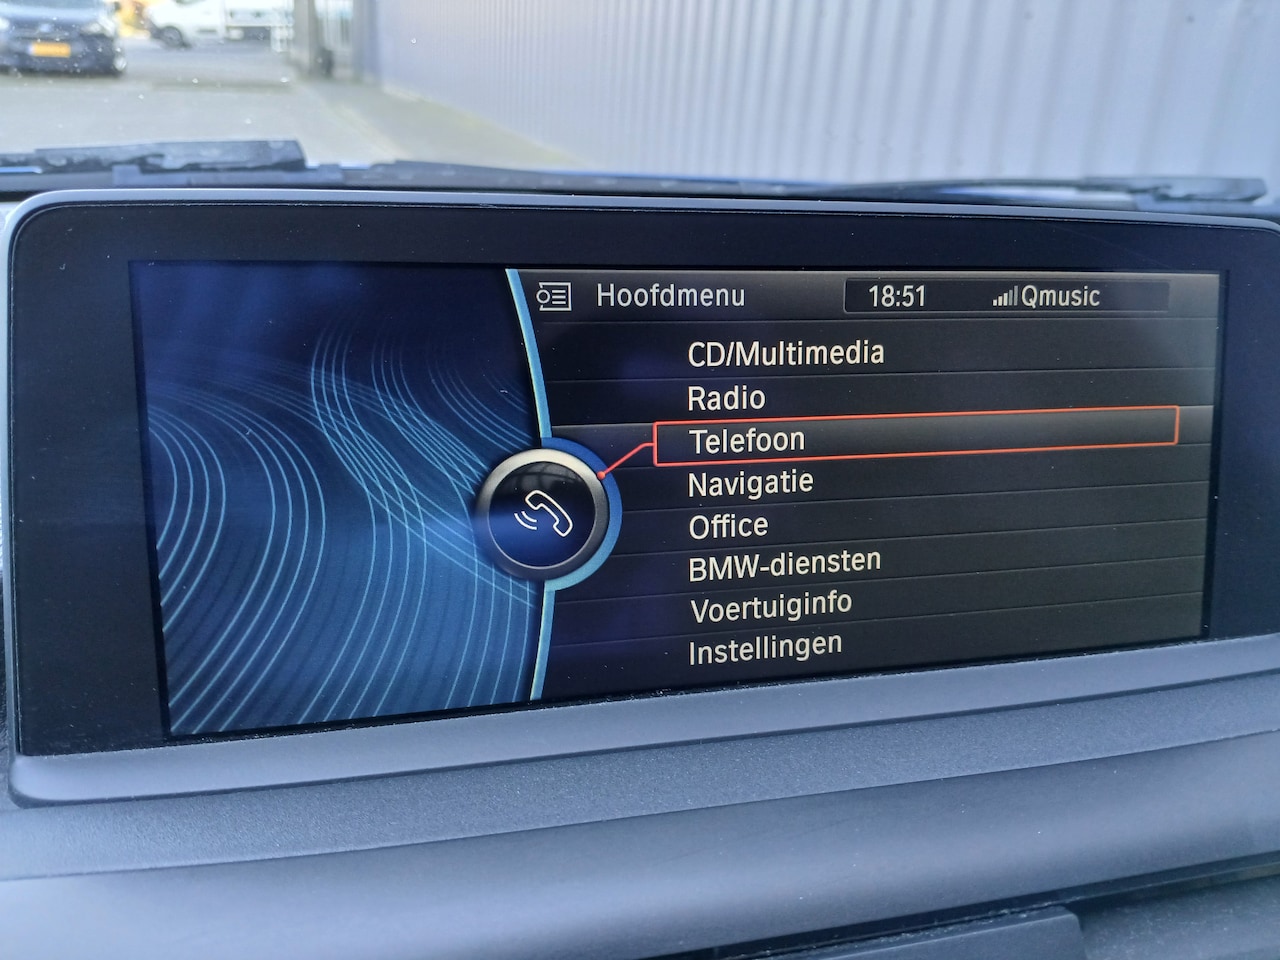 Hoofdmenu 18:51 Qmusic
CD/Multimedia
Radio
Telefoon
Navigatie
Office
BMW-diensten
Voertuiginfo
Instellingen